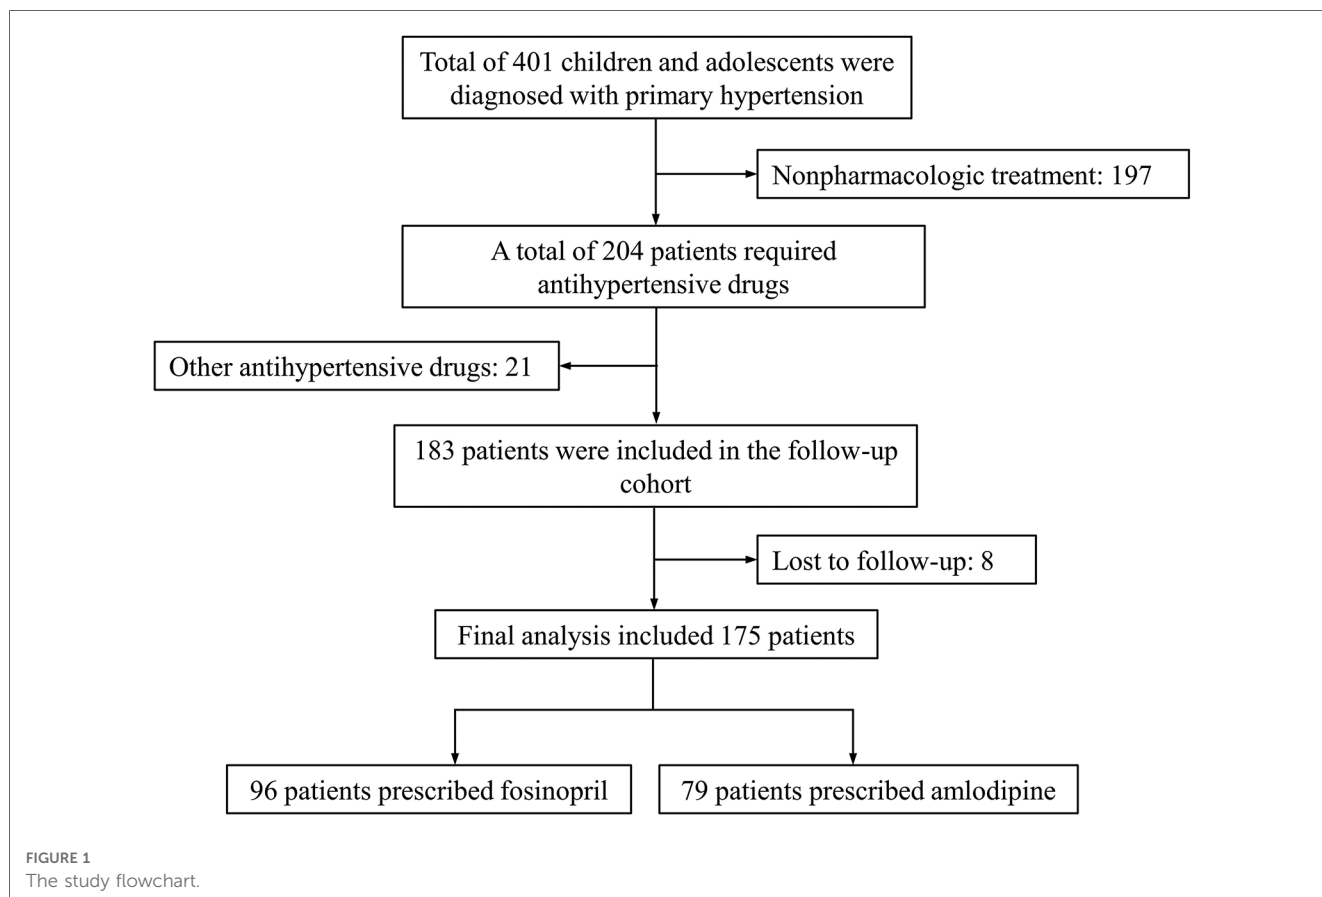 Total of 401 children and adolescents were
diagnosed with primary hypertension
Nonpharmacologic treatment: 197
A total of 204 patients required
antihypertensive drugs
Other antihypertensive drugs: 21
183 patients were included in the follow-up
cohort
Lost to follow-up: 8
Final analysis included 175 patients
96 patients prescribed fosinopril
79 patients prescribed amlodipine
FIGURE 1
The study flowchart.